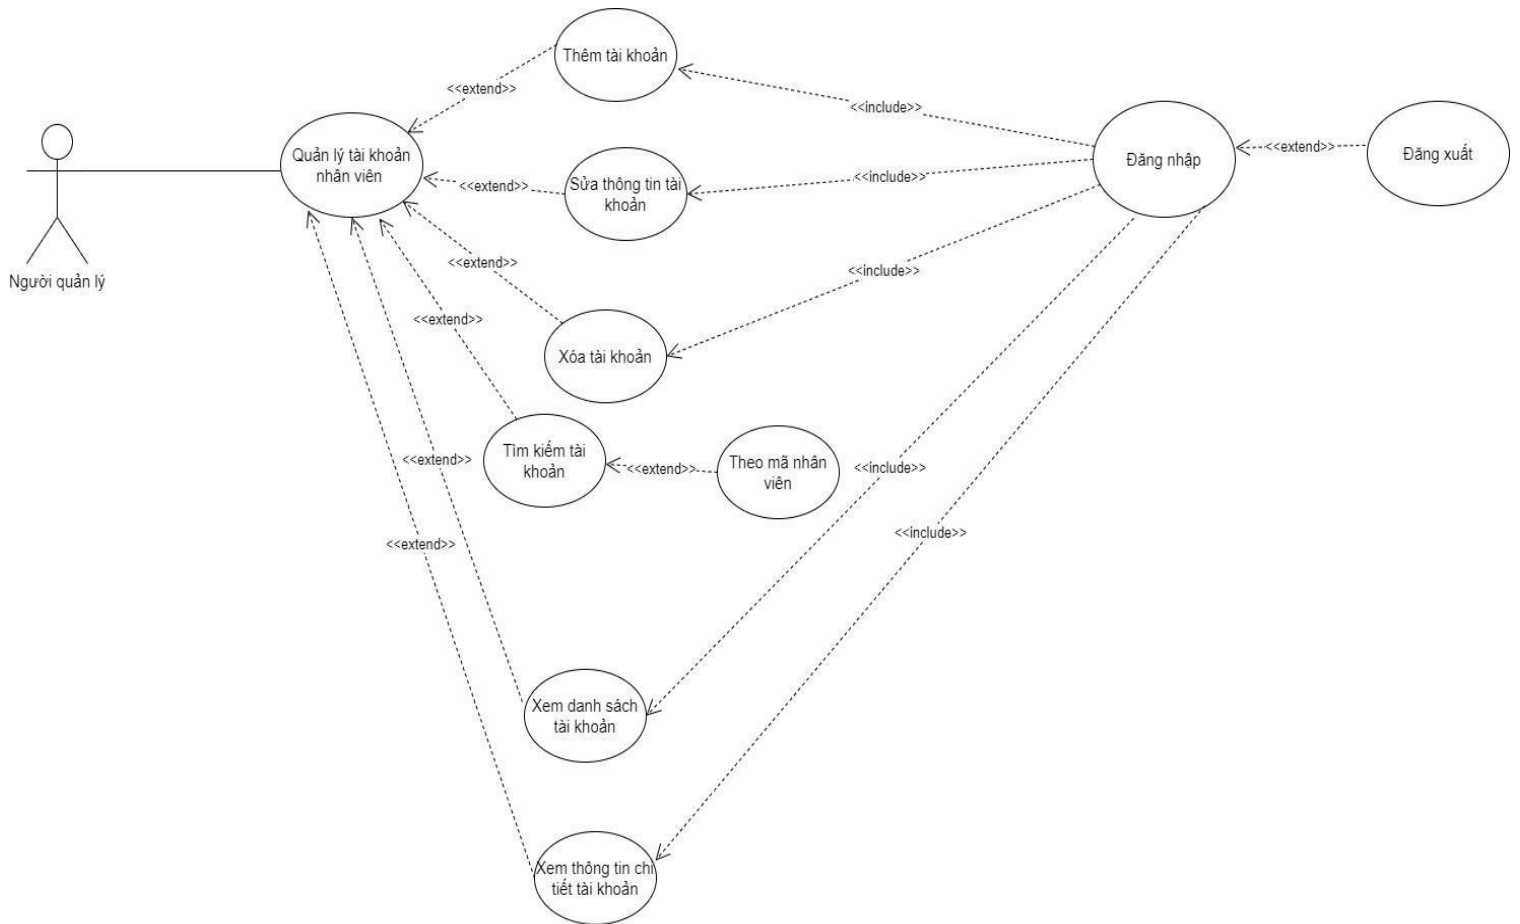 Thêm tài khoản
<<extend>>
<<include>>
Quản lý tài khoản
nhân viên
Đăng nhập
<<extend>>
Đăng xuất
<<extend>>
Sửa thông tin tài
khoản
<<include>>
Người quản lý
<<extend>>
<<include>>
<<extend>>
Xóa tài khoản
Tìm kiếm tài
khoản
<<extend>>
<<extend>>
Theo mã nhân
viên
<<include>>
<<extend>>
<<include>>
Xem danh sách
tài khoản
Xem thông tin chi
tiết tài khoản